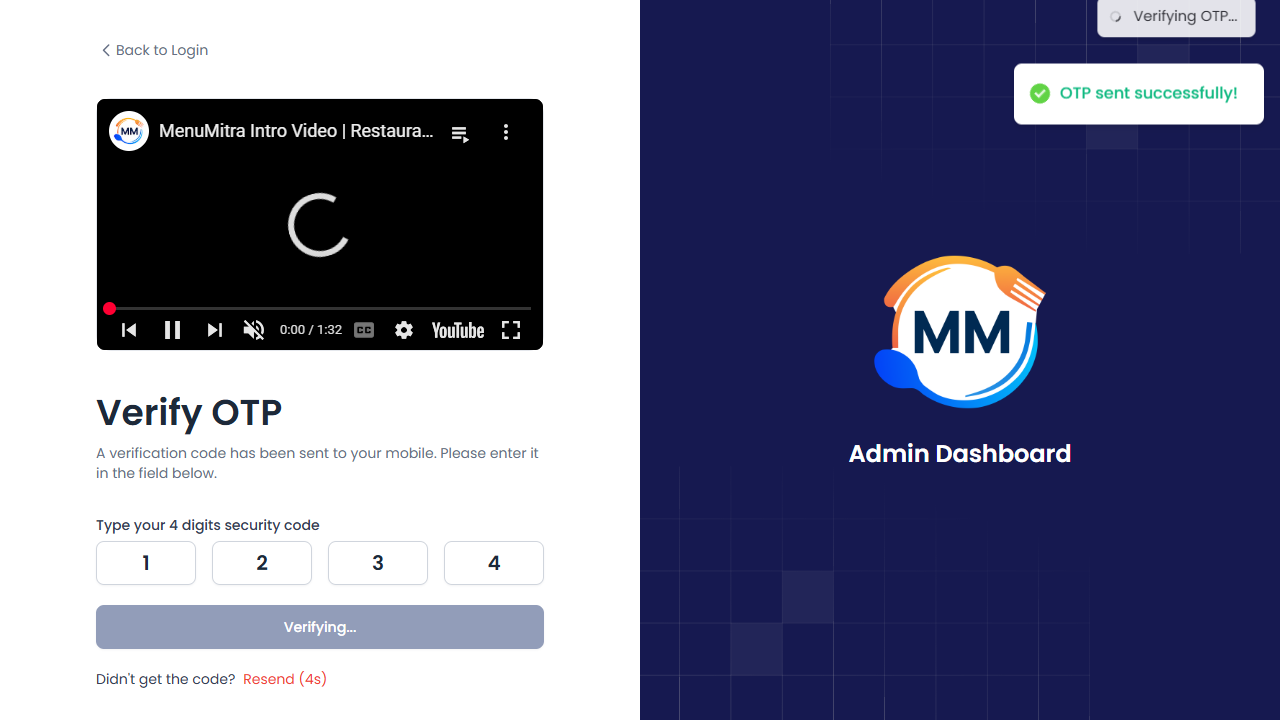 Back to Login
MM
MenuMitra Intro Video | Restaura...
0:00 / 1:32
CC
YouTube
Verify OTP
A verification code has been sent to your mobile. Please enter it
in the field below.
Type your 4 digits security code
1 2 3 4
Verifying...
Didn't get the code? Resend (4s)
Verifying OTP...
OTP sent successfully!
MM
Admin Dashboard